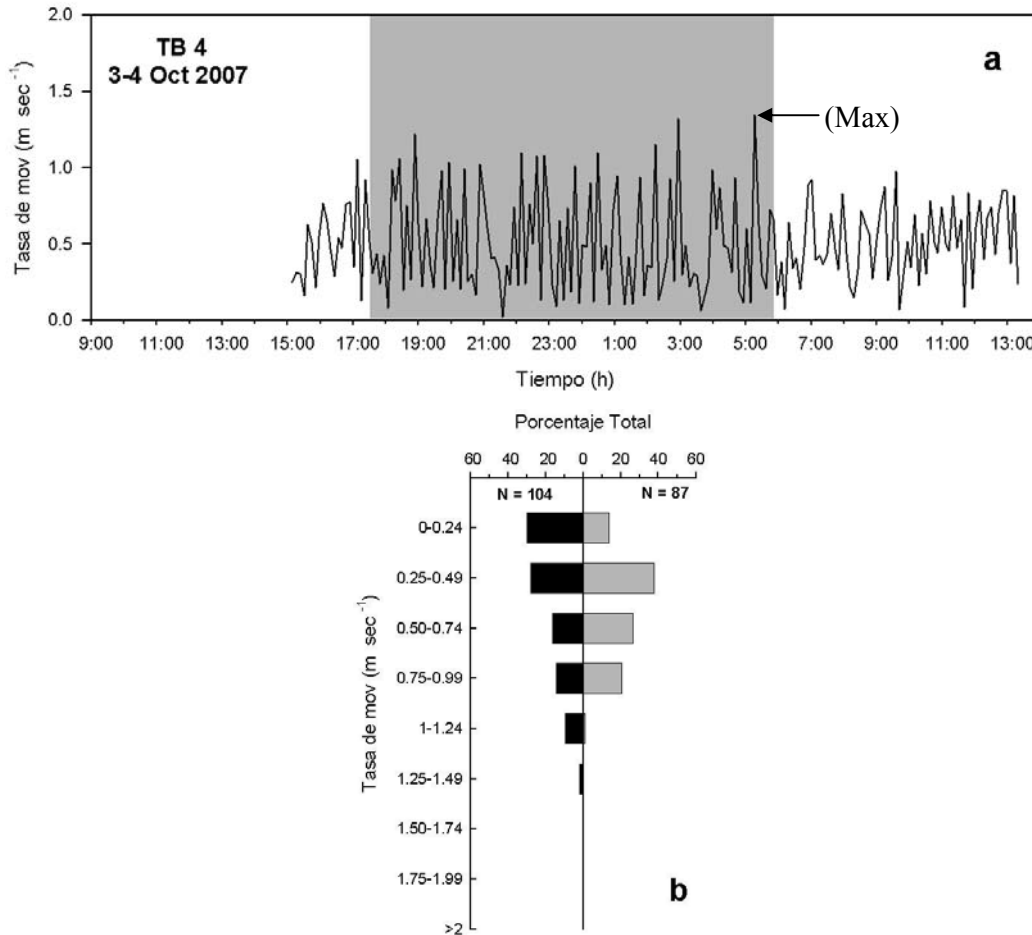 2.0
1.5
1.0
0.5
0.0
Tasa de mov (m sec -1)
TB 4
3-4 Oct 2007
a
(Max)
9:00 11:00 13:00 15:00 17:00 19:00 21:00 23:00 1:00 3:00 5:00 7:00 9:00 11:00 13:00
Tiempo (h)
Porcentaje Total
60 40 20 0 20 40 60
N = 104 N = 87
Tasa de mov (m sec -1)
0-0.24
0.25-0.49
0.50-0.74
0.75-0.99
1-1.24
1.25-1.49
1.50-1.74
1.75-1.99
>2
b